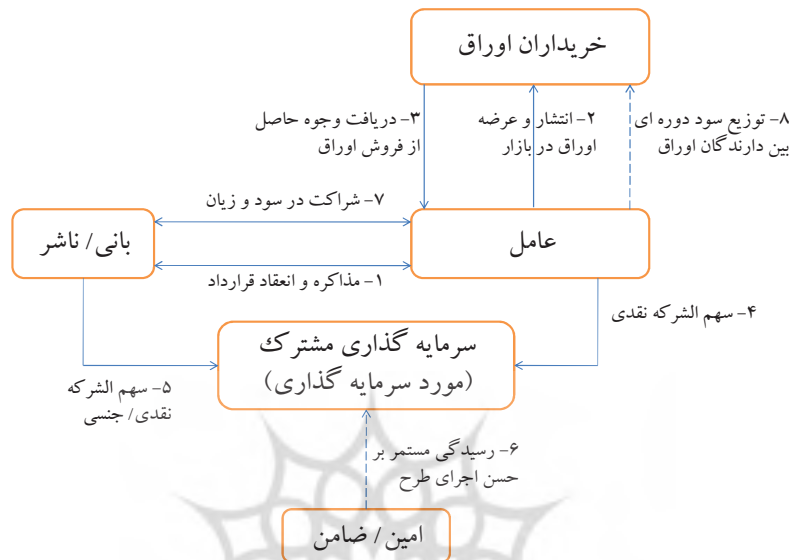 خریداران اوراق
۸- توزیع سود دوره ای
بین دارندگان اوراق
۲- انتشار و عرضه
اوراق در بازار
۳- دریافت وجوه حاصل
از فروش اوراق
۷- شراکت در سود و زیان
عامل
بانی/ ناشر
۱- مذاکره و انعقاد قرارداد
۴- سهم الشرکه نقدی
سرمایه گذاری مشترک
(مورد سرمایه گذاری)
۵- سهم الشرکه
نقدی/ جنسی
۶- رسیدگی مستمر بر
حسن اجرای طرح
امین / ضامن